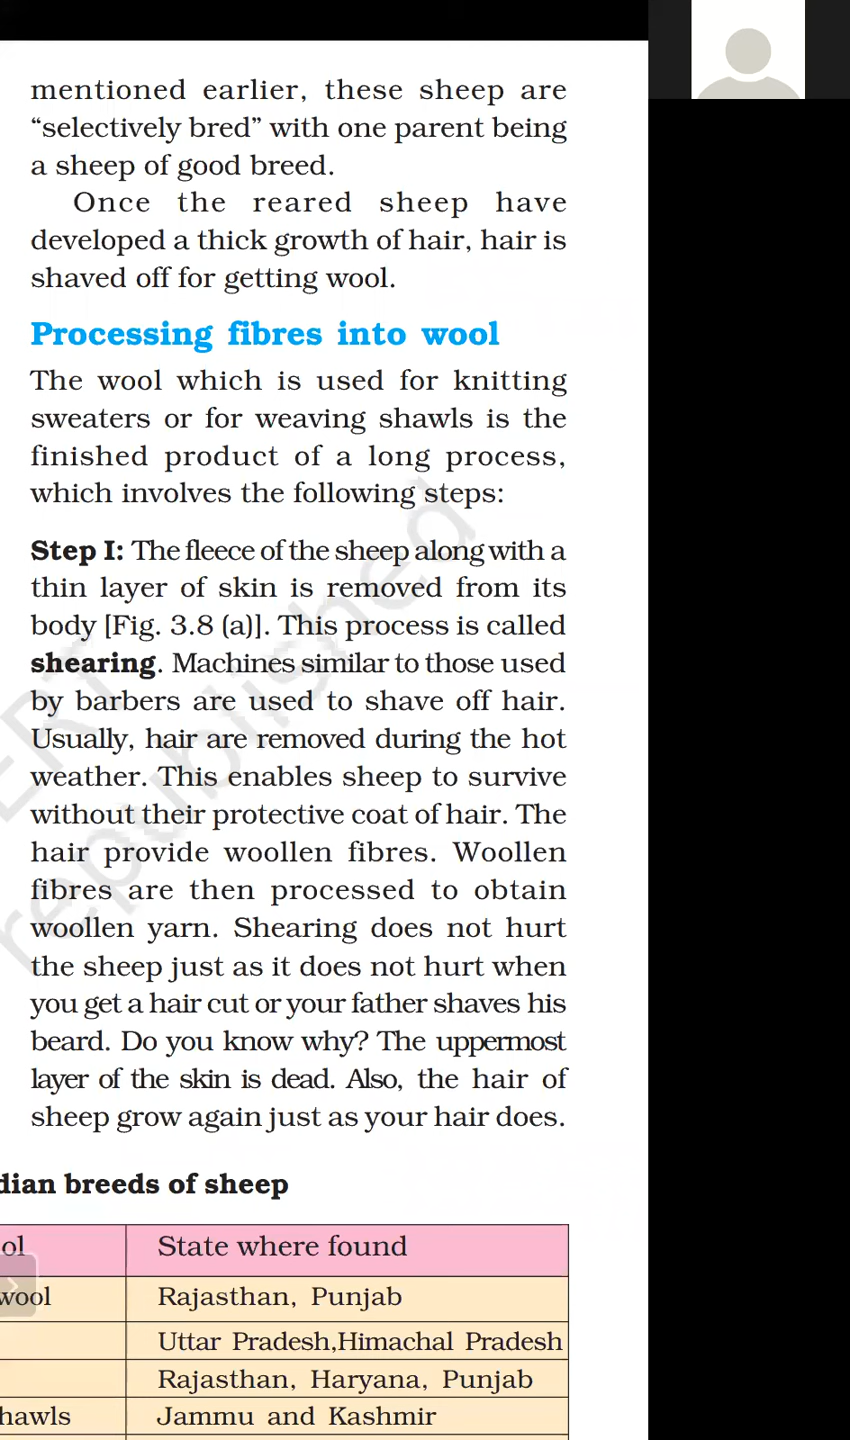 mentioned earlier, these sheep are
“selectively bred” with one parent being
a sheep of good breed.
Once the reared sheep have
developed a thick growth of hair, hair is
shaved off for getting wool.
Processing fibres into wool
The wool which is used for knitting
sweaters or for weaving shawls is the
finished product of a long process,
which involves the following steps:
Step I: The fleece of the sheep along with a
thin layer of skin is removed from its
body [Fig. 3.8 (a)]. This process is called
shearing. Machines similar to those used
by barbers are used to shave off hair.
Usually, hair are removed during the hot
weather. This enables sheep to survive
without their protective coat of hair. The
hair provide woollen fibres. Woollen
fibres are then processed to obtain
woollen yarn. Shearing does not hurt
the sheep just as it does not hurt when
you get a hair cut or your father shaves his
beard. Do you know why? The uppermost
layer of the skin is dead. Also, the hair of
sheep grow again just as your hair does.
dian breeds of sheep
ol State where found
wool Rajasthan, Punjab
Uttar Pradesh,Himachal Pradesh
Rajasthan, Haryana, Punjab
hawls Jammu and Kashmir
ERT
republished